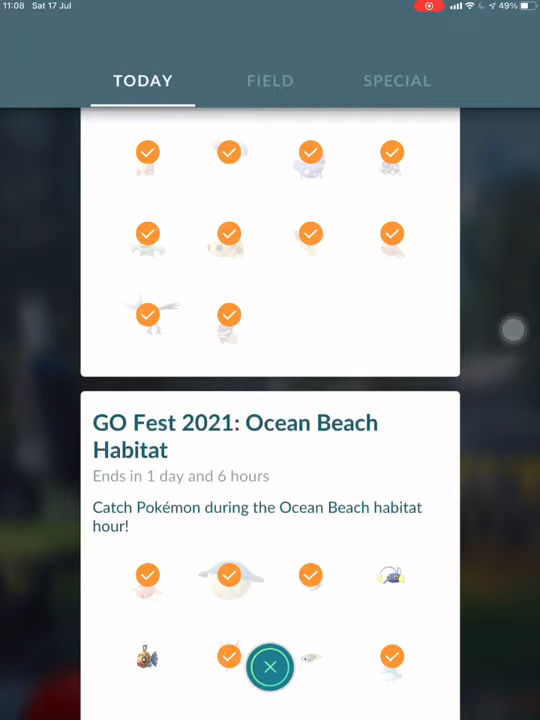 11:08 Sat 17 Jul 49%
TODAY FIELD SPECIAL
GO Fest 2021: Ocean Beach
Habitat
Ends in 1 day and 6 hours
Catch Pokémon during the Ocean Beach habitat
hour!